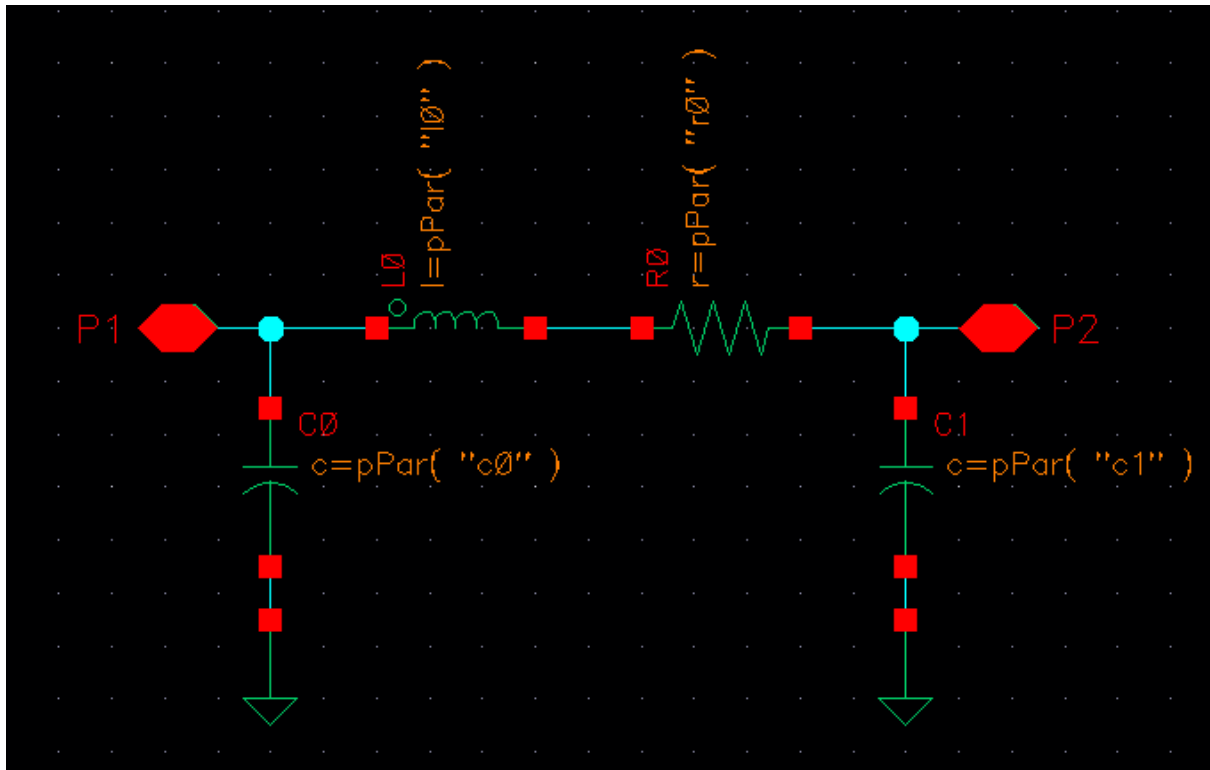 l=pPar( "l0" )
r=pPar( "r0" )
L0
R0
P1
P2
C0
c=pPar( "c0" )
C1
c=pPar( "c1" )